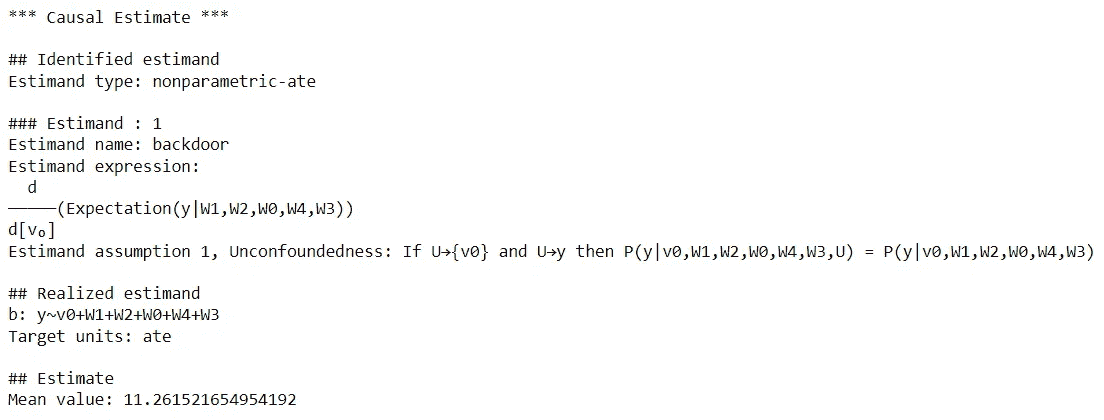 *** Causal Estimate ***
## Identified estimand
Estimand type: nonparametric-ate
### Estimand : 1
Estimand name: backdoor
Estimand expression:
d
─────(Expectation(y|W1,W2,W0,W4,W3))
d[v₀]
Estimand assumption 1, Unconfoundedness: If U→{v0} and U→y then P(y|v0,W1,W2,W0,W4,W3,U) = P(y|v0,W1,W2,W0,W4,W3)
## Realized estimand
b: y~v0+W1+W2+W0+W4+W3
Target units: ate
## Estimate
Mean value: 11.261521654954192